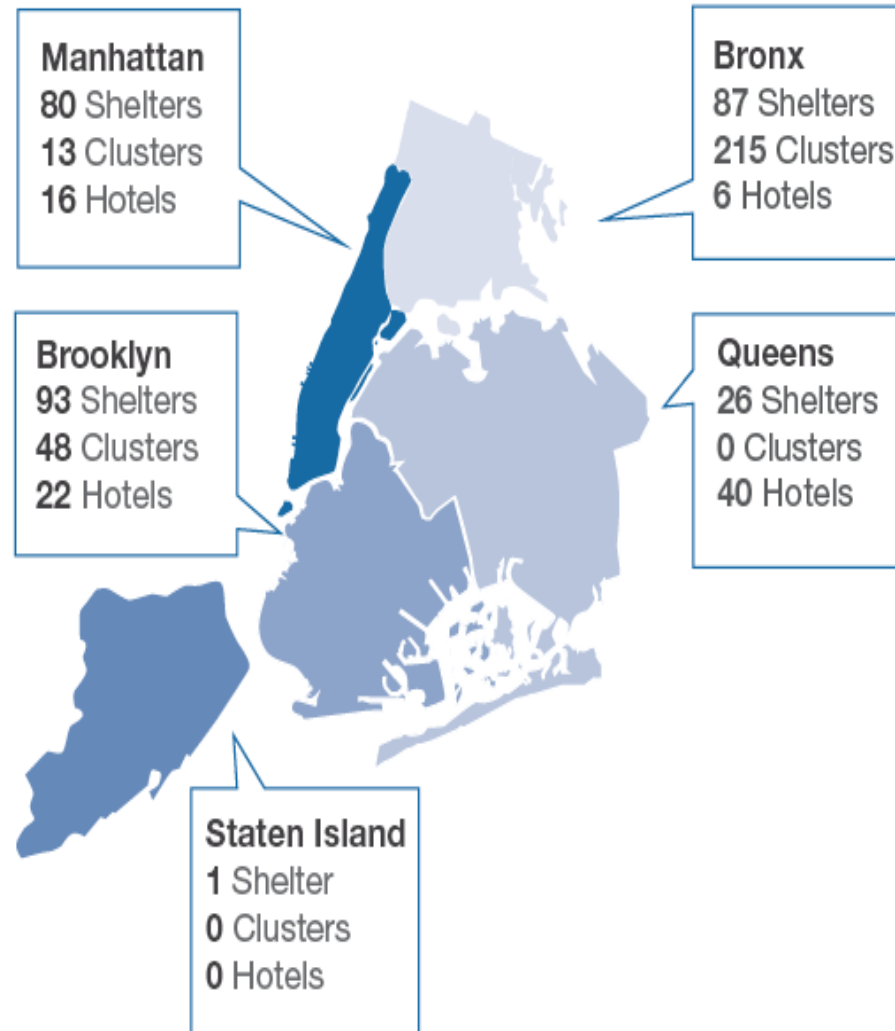 Manhattan
80 Shelters
13 Clusters
16 Hotels
Bronx
87 Shelters
215 Clusters
6 Hotels
Brooklyn
93 Shelters
48 Clusters
22 Hotels
Queens
26 Shelters
0 Clusters
40 Hotels
Staten Island
1 Shelter
0 Clusters
0 Hotels